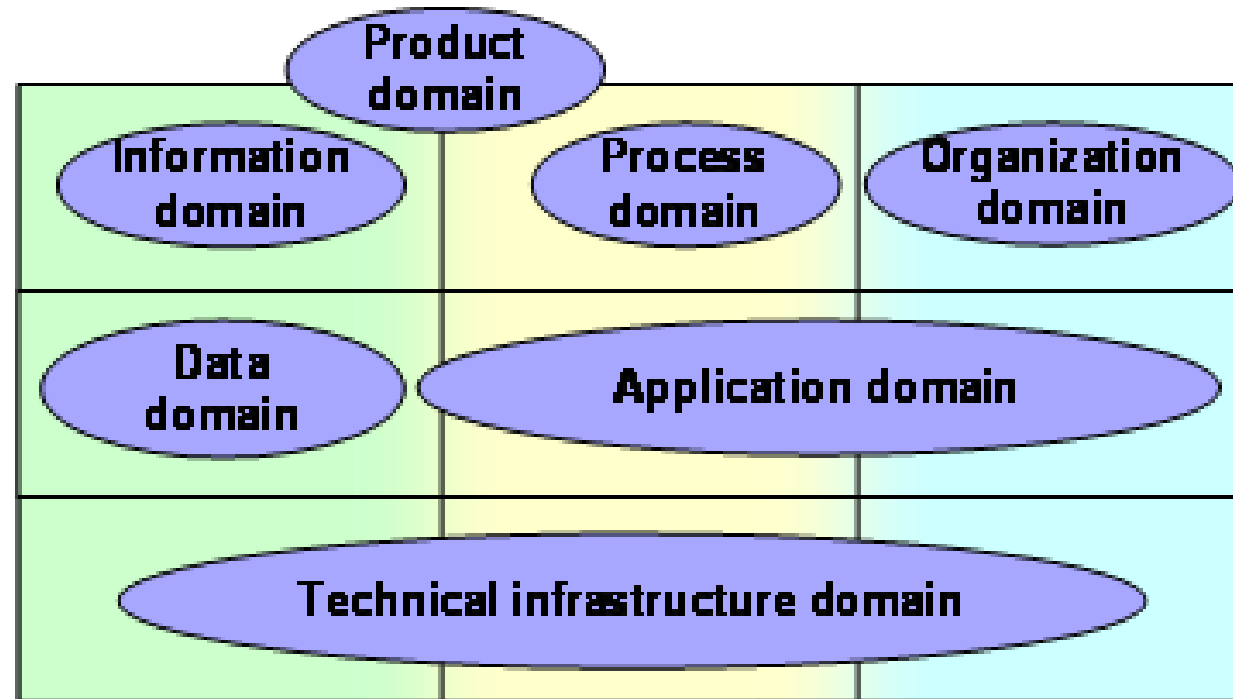 Product
domain
Information
domain
Process
domain
Organization
domain
Data
domain
Application domain
Technical infrastructure domain